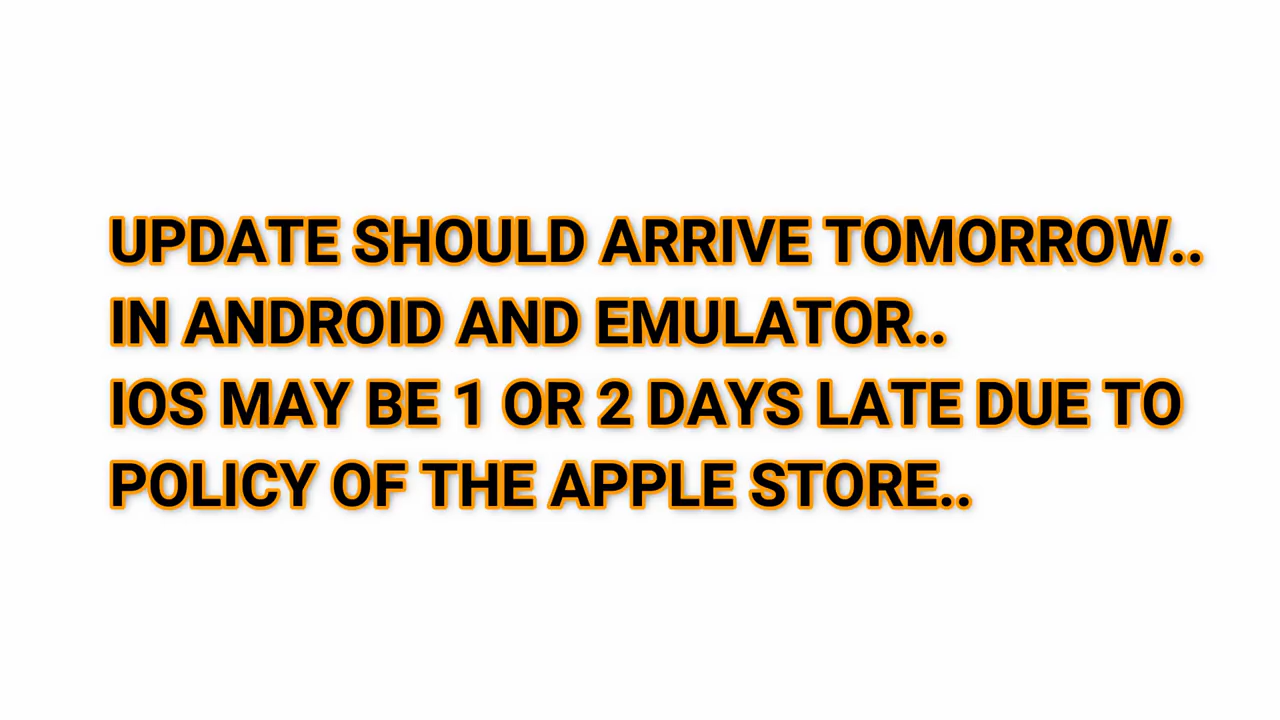 UPDATE SHOULD ARRIVE TOMORROW..
IN ANDROID AND EMULATOR..
IOS MAY BE 1 OR 2 DAYS LATE DUE TO
POLICY OF THE APPLE STORE..